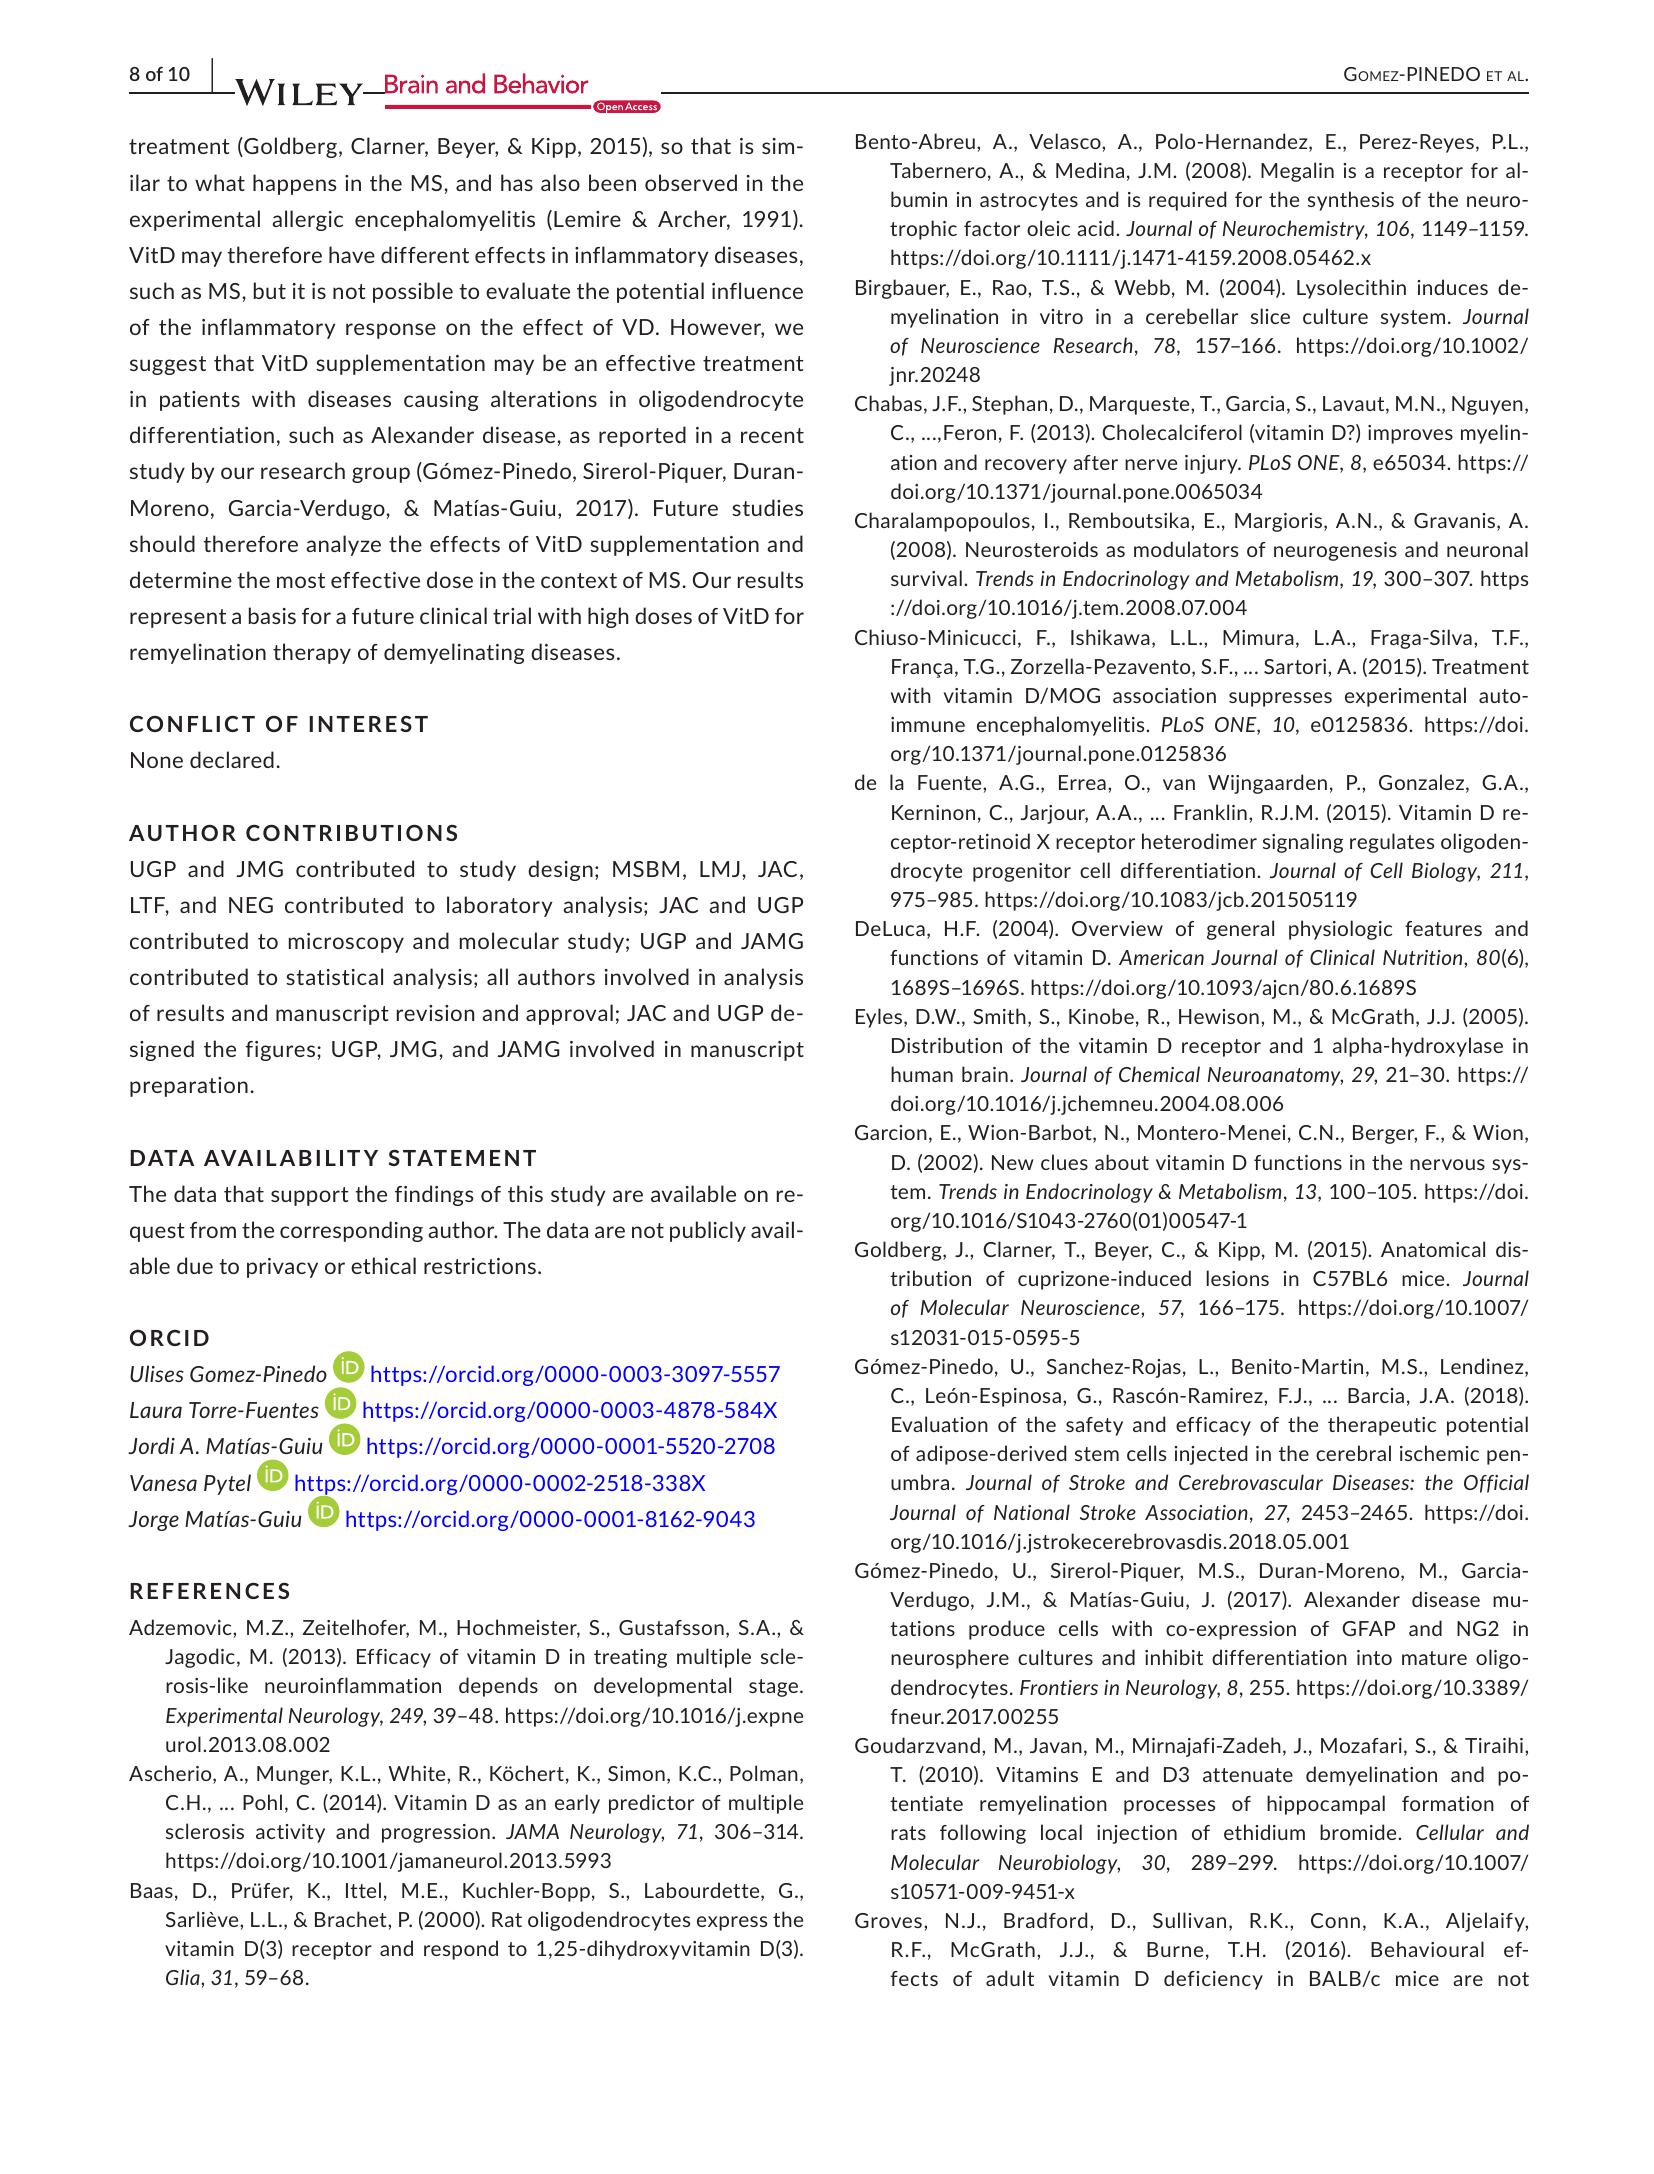 8 of 10
WILEY
Brain and Behavior
Open Access
GOMEZ-PINEDO ET AL.
treatment (Goldberg, Clarner, Beyer, & Kipp, 2015), so that is sim-
ilar to what happens in the MS, and has also been observed in the
experimental allergic encephalomyelitis (Lemire & Archer, 1991).
VitD may therefore have different effects in inflammatory diseases,
such as MS, but it is not possible to evaluate the potential influence
of the inflammatory response on the effect of VD. However, we
suggest that VitD supplementation may be an effective treatment
in patients with diseases causing alterations in oligodendrocyte
differentiation, such as Alexander disease, as reported in a recent
study by our research group (Gómez-Pinedo, Sirerol-Piquer, Duran-
Moreno, Garcia-Verdugo, & Matías-Guiu, 2017). Future studies
should therefore analyze the effects of VitD supplementation and
determine the most effective dose in the context of MS. Our results
represent a basis for a future clinical trial with high doses of VitD for
remyelination therapy of demyelinating diseases.
CONFLICT OF INTEREST
None declared.
AUTHOR CONTRIBUTIONS
UGP and JMG contributed to study design; MSBM, LMJ, JAC,
LTF, and NEG contributed to laboratory analysis; JAC and UGP
contributed to microscopy and molecular study; UGP and JAMG
contributed to statistical analysis; all authors involved in analysis
of results and manuscript revision and approval; JAC and UGP de-
signed the figures; UGP, JMG, and JAMG involved in manuscript
preparation.
DATA AVAILABILITY STATEMENT
The data that support the findings of this study are available on re-
quest from the corresponding author. The data are not publicly avail-
able due to privacy or ethical restrictions.
ORCID
Ulises Gomez-Pinedo iD https://orcid.org/0000-0003-3097-5557
Laura Torre-Fuentes iD https://orcid.org/0000-0003-4878-584X
Jordi A. Matías-Guiu iD https://orcid.org/0000-0001-5520-2708
Vanesa Pytel iD https://orcid.org/0000-0002-2518-338X
Jorge Matías-Guiu iD https://orcid.org/0000-0001-8162-9043
REFERENCES
Adzemovic, M.Z., Zeitelhofer, M., Hochmeister, S., Gustafsson, S.A., &
Jagodic, M. (2013). Efficacy of vitamin D in treating multiple scle-
rosis-like neuroinflammation depends on developmental stage.
Experimental Neurology, 249, 39–48. https://doi.org/10.1016/j.expne
urol.2013.08.002
Ascherio, A., Munger, K.L., White, R., Köchert, K., Simon, K.C., Polman,
C.H., ... Pohl, C. (2014). Vitamin D as an early predictor of multiple
sclerosis activity and progression. JAMA Neurology, 71, 306–314.
https://doi.org/10.1001/jamaneurol.2013.5993
Baas, D., Prüfer, K., Ittel, M.E., Kuchler-Bopp, S., Labourdette, G.,
Sarliève, L.L., & Brachet, P. (2000). Rat oligodendrocytes express the
vitamin D(3) receptor and respond to 1,25-dihydroxyvitamin D(3).
Glia, 31, 59–68.
Bento-Abreu, A., Velasco, A., Polo-Hernandez, E., Perez-Reyes, P.L.,
Tabernero, A., & Medina, J.M. (2008). Megalin is a receptor for al-
bumin in astrocytes and is required for the synthesis of the neuro-
trophic factor oleic acid. Journal of Neurochemistry, 106, 1149–1159.
https://doi.org/10.1111/j.1471-4159.2008.05462.x
Birgbauer, E., Rao, T.S., & Webb, M. (2004). Lysolecithin induces de-
myelination in vitro in a cerebellar slice culture system. Journal
of Neuroscience Research, 78, 157–166. https://doi.org/10.1002/
jnr.20248
Chabas, J.F., Stephan, D., Marqueste, T., Garcia, S., Lavaut, M.N., Nguyen,
C., ...,Feron, F. (2013). Cholecalciferol (vitamin D?) improves myelin-
ation and recovery after nerve injury. PLoS ONE, 8, e65034. https://
doi.org/10.1371/journal.pone.0065034
Charalampopoulos, I., Remboutsika, E., Margioris, A.N., & Gravanis, A.
(2008). Neurosteroids as modulators of neurogenesis and neuronal
survival. Trends in Endocrinology and Metabolism, 19, 300–307. https
://doi.org/10.1016/j.tem.2008.07.004
Chiuso-Minicucci, F., Ishikawa, L.L., Mimura, L.A., Fraga-Silva, T.F.,
França, T.G., Zorzella-Pezavento, S.F., ... Sartori, A. (2015). Treatment
with vitamin D/MOG association suppresses experimental auto-
immune encephalomyelitis. PLoS ONE, 10, e0125836. https://doi.
org/10.1371/journal.pone.0125836
de la Fuente, A.G., Errea, O., van Wijngaarden, P., Gonzalez, G.A.,
Kerninon, C., Jarjour, A.A., ... Franklin, R.J.M. (2015). Vitamin D re-
ceptor-retinoid X receptor heterodimer signaling regulates oligoden-
drocyte progenitor cell differentiation. Journal of Cell Biology, 211,
975–985. https://doi.org/10.1083/jcb.201505119
DeLuca, H.F. (2004). Overview of general physiologic features and
functions of vitamin D. American Journal of Clinical Nutrition, 80(6),
1689S–1696S. https://doi.org/10.1093/ajcn/80.6.1689S
Eyles, D.W., Smith, S., Kinobe, R., Hewison, M., & McGrath, J.J. (2005).
Distribution of the vitamin D receptor and 1 alpha-hydroxylase in
human brain. Journal of Chemical Neuroanatomy, 29, 21–30. https://
doi.org/10.1016/j.jchemneu.2004.08.006
Garcion, E., Wion-Barbot, N., Montero-Menei, C.N., Berger, F., & Wion,
D. (2002). New clues about vitamin D functions in the nervous sys-
tem. Trends in Endocrinology & Metabolism, 13, 100–105. https://doi.
org/10.1016/S1043-2760(01)00547-1
Goldberg, J., Clarner, T., Beyer, C., & Kipp, M. (2015). Anatomical dis-
tribution of cuprizone-induced lesions in C57BL6 mice. Journal
of Molecular Neuroscience, 57, 166–175. https://doi.org/10.1007/
s12031-015-0595-5
Gómez-Pinedo, U., Sanchez-Rojas, L., Benito-Martin, M.S., Lendinez,
C., León-Espinosa, G., Rascón-Ramirez, F.J., ... Barcia, J.A. (2018).
Evaluation of the safety and efficacy of the therapeutic potential
of adipose-derived stem cells injected in the cerebral ischemic pen-
umbra. Journal of Stroke and Cerebrovascular Diseases: the Official
Journal of National Stroke Association, 27, 2453–2465. https://doi.
org/10.1016/j.jstrokecerebrovasdis.2018.05.001
Gómez-Pinedo, U., Sirerol-Piquer, M.S., Duran-Moreno, M., Garcia-
Verdugo, J.M., & Matías-Guiu, J. (2017). Alexander disease mu-
tations produce cells with co-expression of GFAP and NG2 in
neurosphere cultures and inhibit differentiation into mature oligo-
dendrocytes. Frontiers in Neurology, 8, 255. https://doi.org/10.3389/
fneur.2017.00255
Goudarzvand, M., Javan, M., Mirnajafi-Zadeh, J., Mozafari, S., & Tiraihi,
T. (2010). Vitamins E and D3 attenuate demyelination and po-
tentiate remyelination processes of hippocampal formation of
rats following local injection of ethidium bromide. Cellular and
Molecular Neurobiology, 30, 289–299. https://doi.org/10.1007/
s10571-009-9451-x
Groves, N.J., Bradford, D., Sullivan, R.K., Conn, K.A., Aljelaify,
R.F., McGrath, J.J., & Burne, T.H. (2016). Behavioural ef-
fects of adult vitamin D deficiency in BALB/c mice are not